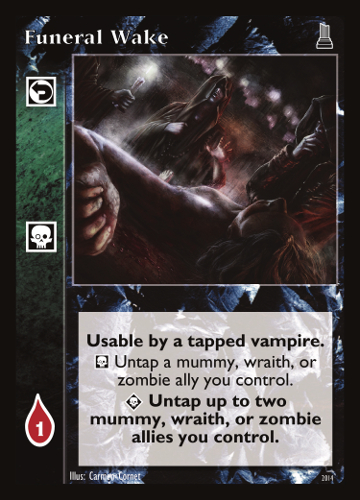 Funeral Wake
Usable by a tapped vampire.
Untap a mummy, wraith, or
zombie ally you control.
Untap up to two
mummy, wraith, or zombie
allies you control.
1
Illus: Carmen Cornet
2014